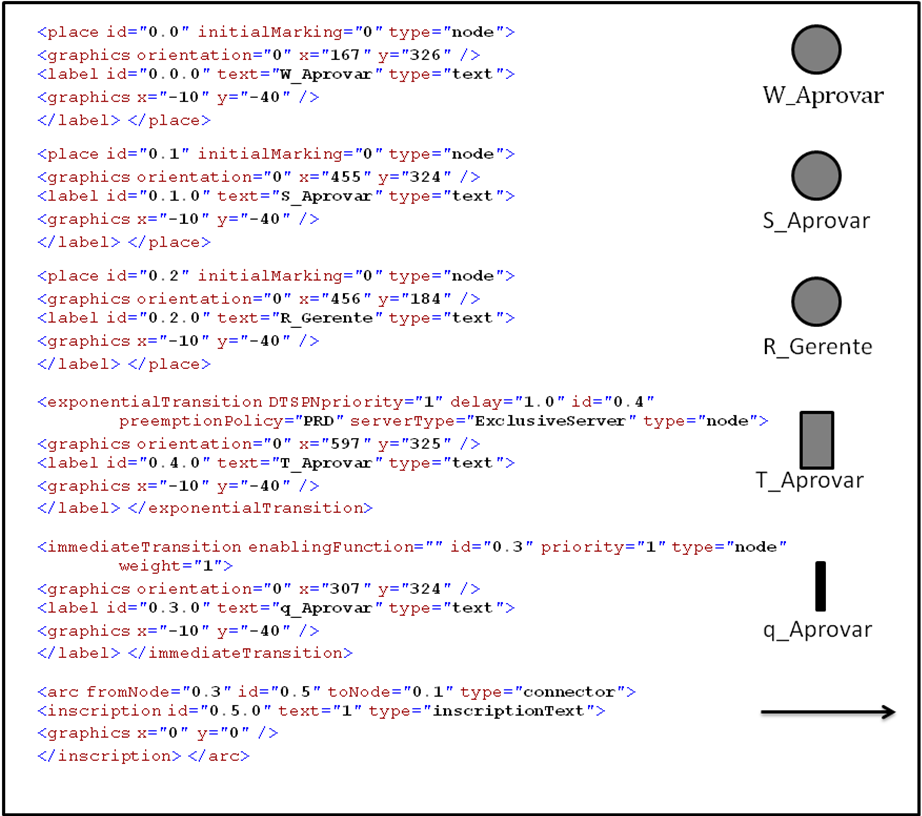 <place id="0.0" initialMarking="0" type="node">
<graphics orientation="0" x="167" y="326" />
<label id="0.0.0" text="W_Aprovar" type="text">
<graphics x="-10" y="-40" />
</label> </place>
W_Aprovar
<place id="0.1" initialMarking="0" type="node">
<graphics orientation="0" x="455" y="324" />
<label id="0.1.0" text="S_Aprovar" type="text">
<graphics x="-10" y="-40" />
</label> </place>
S_Aprovar
<place id="0.2" initialMarking="0" type="node">
<graphics orientation="0" x="456" y="184" />
<label id="0.2.0" text="R_Gerente" type="text">
<graphics x="-10" y="-40" />
</label> </place>
R_Gerente
<exponentialTransition DTSPNpriority="1" delay="1.0" id="0.4"
preemptionPolicy="PRD" serverType="ExclusiveServer" type="node">
<graphics orientation="0" x="597" y="325" />
<label id="0.4.0" text="T_Aprovar" type="text">
<graphics x="-10" y="-40" />
</label> </exponentialTransition>
T_Aprovar
<immediateTransition enablingFunction="" id="0.3" priority="1" type="node"
weight="1">
<graphics orientation="0" x="307" y="324" />
<label id="0.3.0" text="q_Aprovar" type="text">
<graphics x="-10" y="-40" />
</label> </immediateTransition>
q_Aprovar
<arc fromNode="0.3" id="0.5" toNode="0.1" type="connector">
<inscription id="0.5.0" text="1" type="inscriptionText">
<graphics x="0" y="0" />
</inscription> </arc>